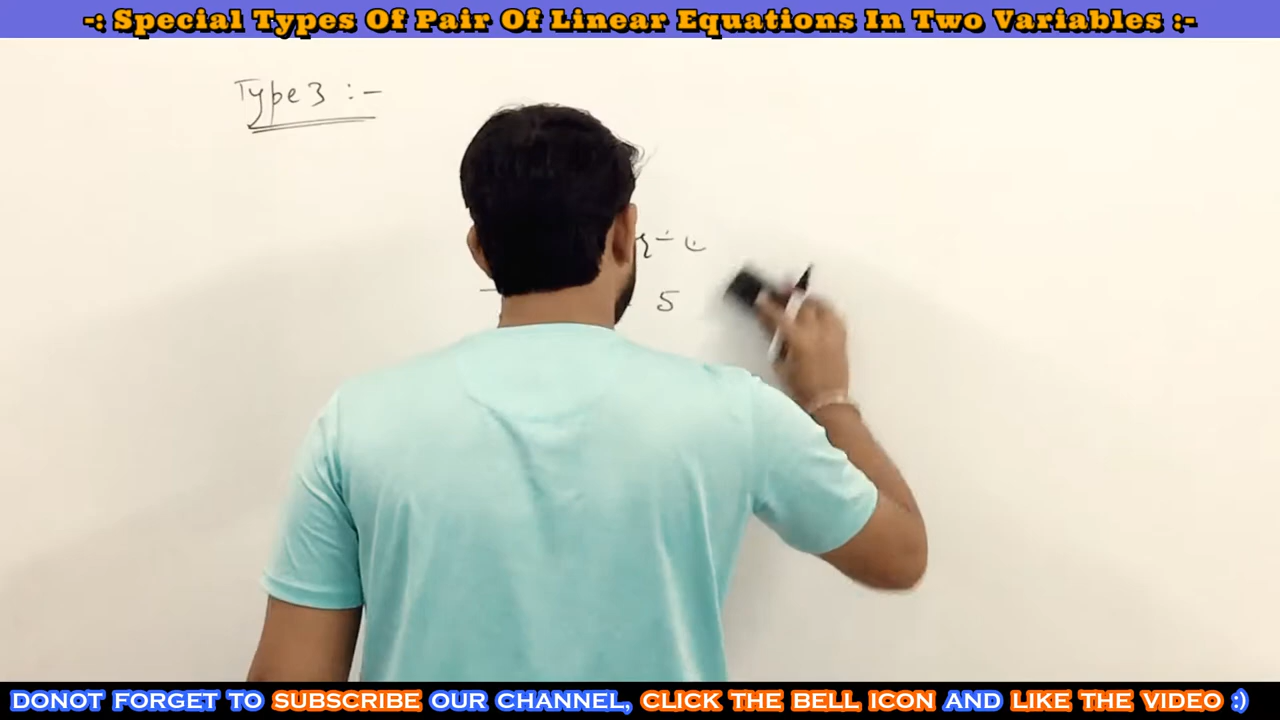 -: Special Types Of Pair Of Linear Equations In Two Variables :-
Type 3 :-
5
DONOT FORGET TO SUBSCRIBE OUR CHANNEL, CLICK THE BELL ICON AND LIKE THE VIDEO :)